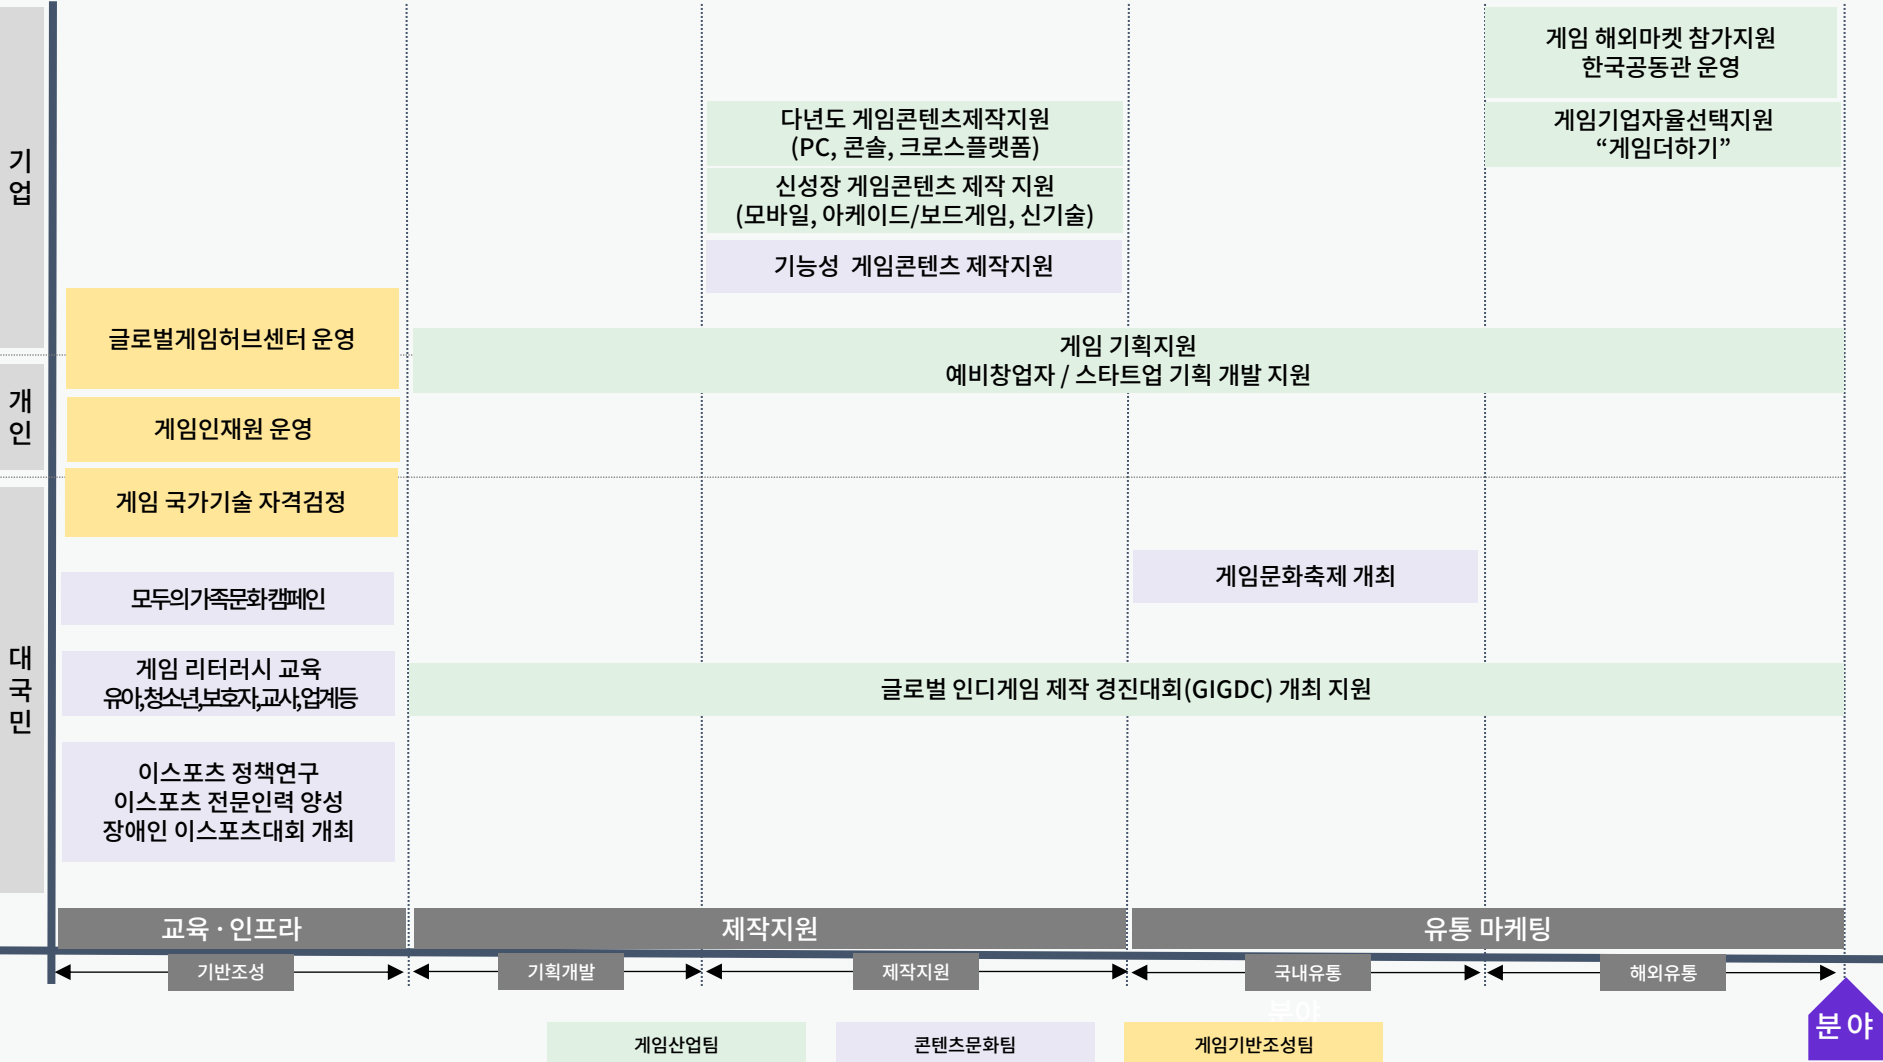 게임 해외마켓 참가지원
한국공동관 운영
다년도 게임콘텐츠제작지원
(PC, 콘솔, 크로스플랫폼)
게임기업자율선택지원
“게임더하기”
기업
신성장 게임콘텐츠 제작 지원
(모바일, 아케이드/보드게임, 신기술)
기능성 게임콘텐츠 제작지원
글로벌게임허브센터 운영
게임 기획지원
예비창업자 / 스타트업 기획 개발 지원
개인
게임인재원 운영
게임 국가기술 자격검정
게임문화축제 개최
모두의가족문화캠페인
대국민
게임 리터러시 교육
유아,청소년,보호자,교사,업계등
글로벌 인디게임 제작 경진대회(GIGDC) 개최 지원
이스포츠 정책연구
이스포츠 전문인력 양성
장애인 이스포츠대회 개최
교육 · 인프라
제작지원
유통 마케팅
기반조성
기획개발
제작지원
국내유통
해외유통
분야
분야
게임산업팀
콘텐츠문화팀
게임기반조성팀